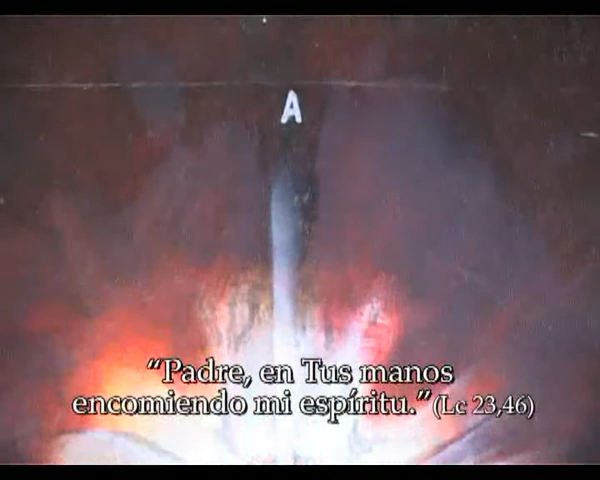 A
“Padre, en Tus manos
encomiendo mi espíritu.” (Lc 23,46)